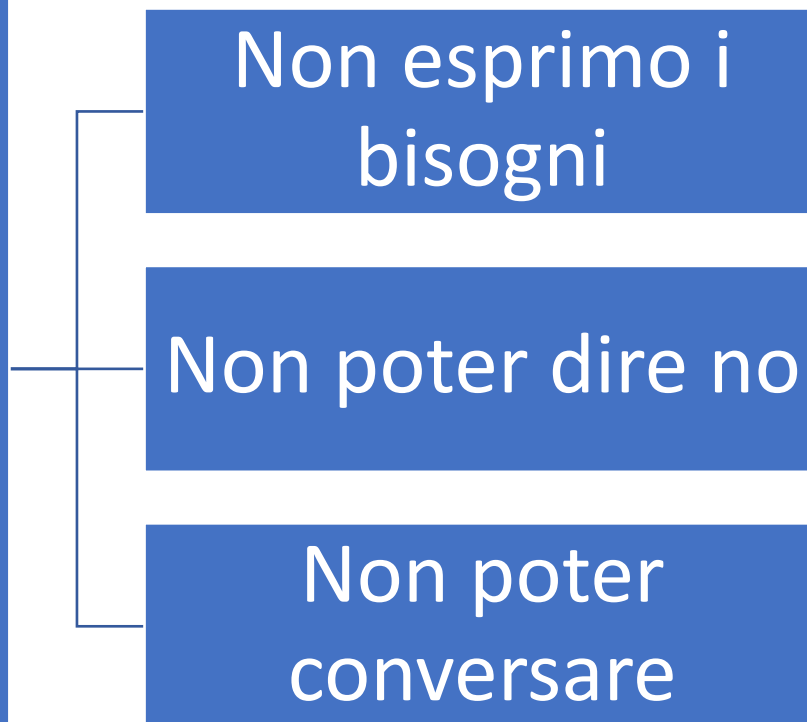 Non esprimo i
bisogni
Non poter dire no
Non poter
conversare